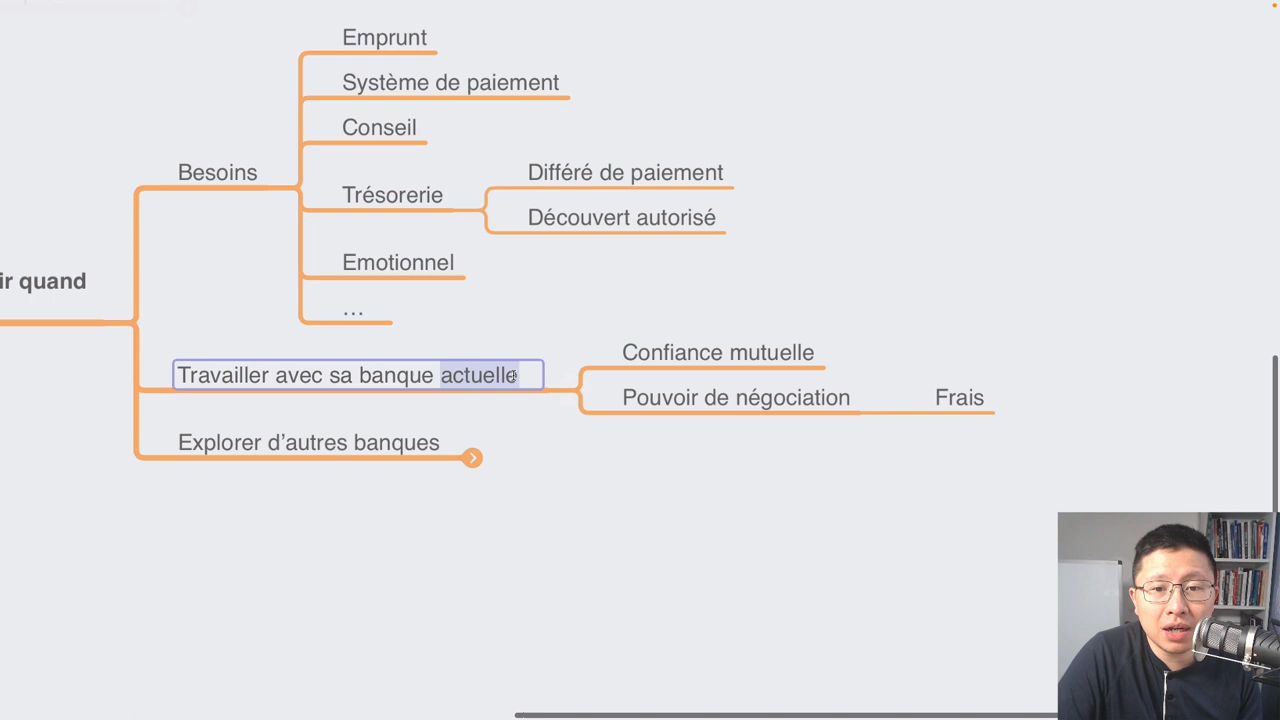 Emprunt
Système de paiement
Conseil
Besoins
Différé de paiement
Trésorerie
Découvert autorisé
Emotionnel
ir quand
...
Confiance mutuelle
Travailler avec sa banque actuelle
Pouvoir de négociation
Frais
Explorer d’autres banques